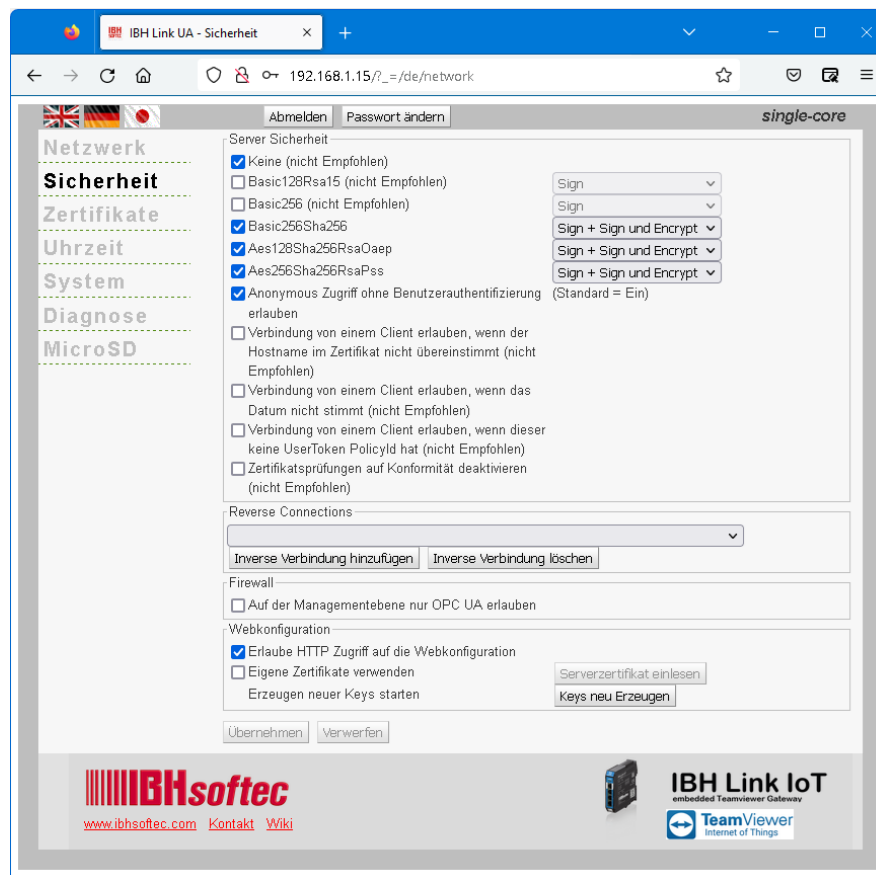 IBH Link UA - Sicherheit
192.168.1.15/?_=/de/network
Abmelden Passwort ändern single-core
Netzwerk
Sicherheit
Zertifikate
Uhrzeit
System
Diagnose
MicroSD
Server Sicherheit
Keine (nicht Empfohlen)
Basic128Rsa15 (nicht Empfohlen) Sign
Basic256 (nicht Empfohlen) Sign
Basic256Sha256 Sign + Sign und Encrypt
Aes128Sha256RsaOaep Sign + Sign und Encrypt
Aes256Sha256RsaPss Sign + Sign und Encrypt
Anonymous Zugriff ohne Benutzerauthentifizierung (Standard = Ein)
erlauben
Verbindung von einem Client erlauben, wenn der
Hostname im Zertifikat nicht übereinstimmt (nicht
Empfohlen)
Verbindung von einem Client erlauben, wenn das
Datum nicht stimmt (nicht Empfohlen)
Verbindung von einem Client erlauben, wenn dieser
keine UserToken PolicyId hat (nicht Empfohlen)
Zertifikatsprüfungen auf Konformität deaktivieren
(nicht Empfohlen)
Reverse Connections
Inverse Verbindung hinzufügen Inverse Verbindung löschen
Firewall
Auf der Managementebene nur OPC UA erlauben
Webkonfiguration
Erlaube HTTP Zugriff auf die Webkonfiguration
Eigene Zertifikate verwenden Serverzertifikat einlesen
Erzeugen neuer Keys starten Keys neu Erzeugen
Übernehmen Verwerfen
IBHsoftec
www.ibhsoftec.com Kontakt Wiki
IBH Link IoT
embedded Teamviewer Gateway
TeamViewer
Internet of Things